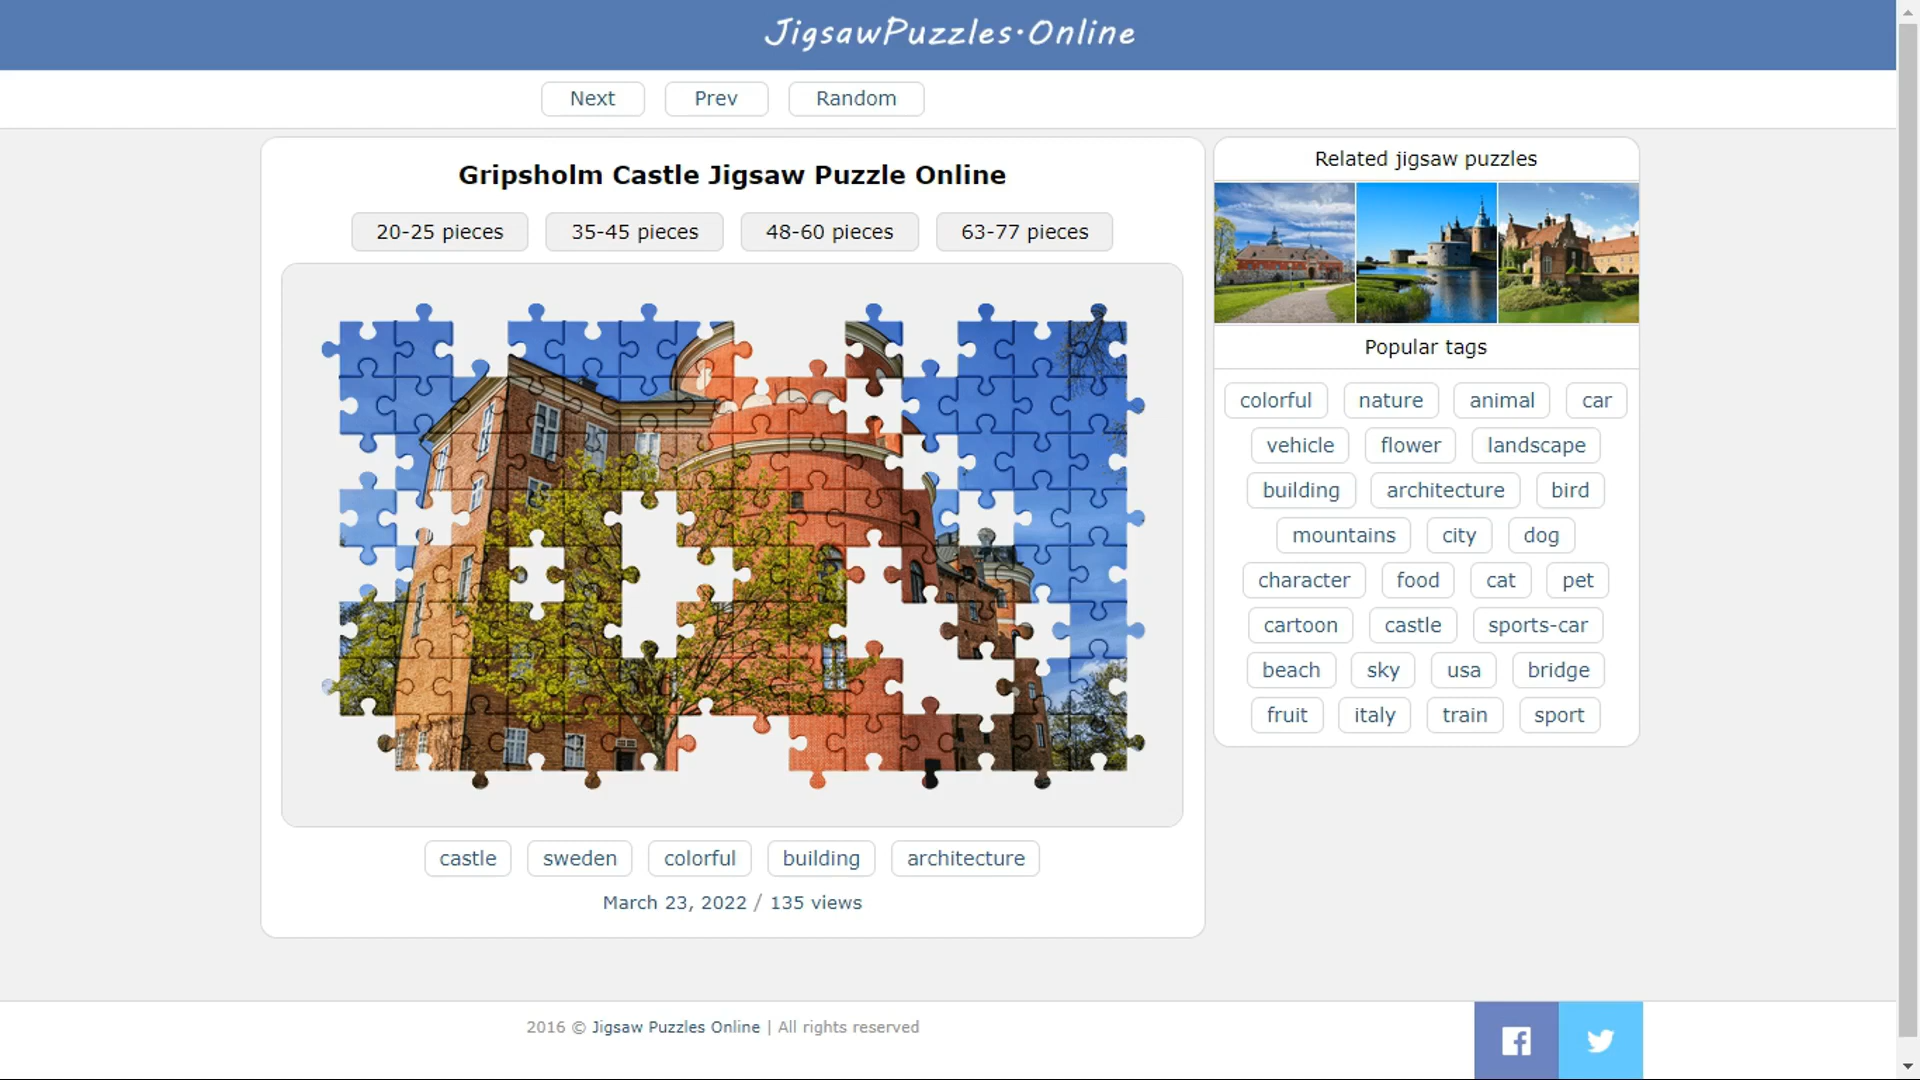 JigsawPuzzles·Online
Next Prev Random
Gripsholm Castle Jigsaw Puzzle Online
20-25 pieces 35-45 pieces 48-60 pieces 63-77 pieces
castle sweden colorful building architecture
March 23, 2022 / 135 views
Related jigsaw puzzles
Popular tags
colorful nature animal car
vehicle flower landscape
building architecture bird
mountains city dog
character food cat pet
cartoon castle sports-car
beach sky usa bridge
fruit italy train sport
2016 © Jigsaw Puzzles Online | All rights reserved